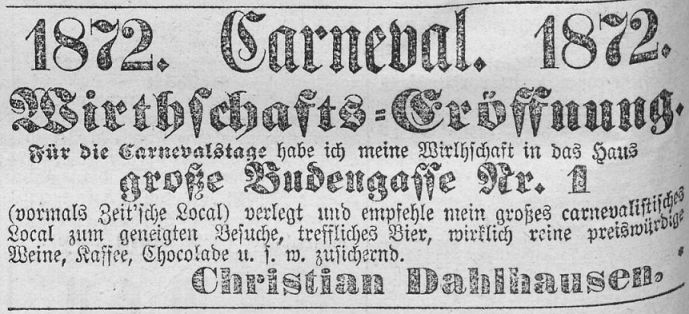 1872. Carneval. 1872.
Wirthschafts-Eröffnung.
Für die Carnevalstage habe ich meine Wirlhschaft in das Haus
große Budengasse Nr. 1
(vormals Zeit'sche Local) verlegt und empfehle mein großes carnevalistisches
Local zum geneigten Besuche, treffliches Bier, wirklich reine preiswürdige
Weine, Kaffee, Chocolade u. s. w. zusichernd.
Christian Dahlhausen.